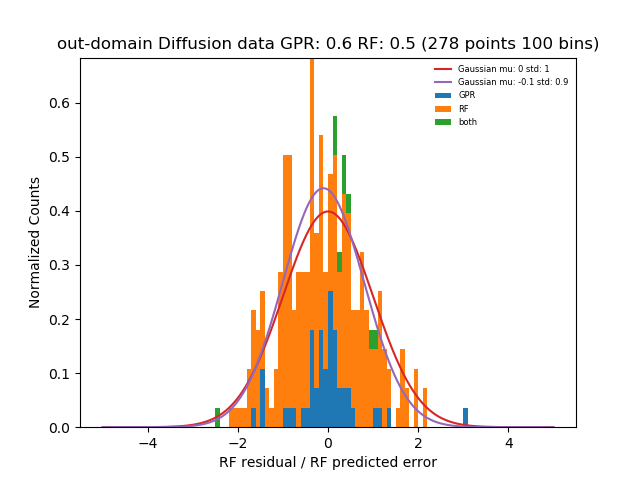 out-domain Diffusion data GPR: 0.6 RF: 0.5 (278 points 100 bins)
Gaussian mu: 0 std: 1
Gaussian mu: -0.1 std: 0.9
GPR
RF
both
Normalized Counts
0.6
0.5
0.4
0.3
0.2
0.1
0.0
−4 −2 0 2 4
RF residual / RF predicted error